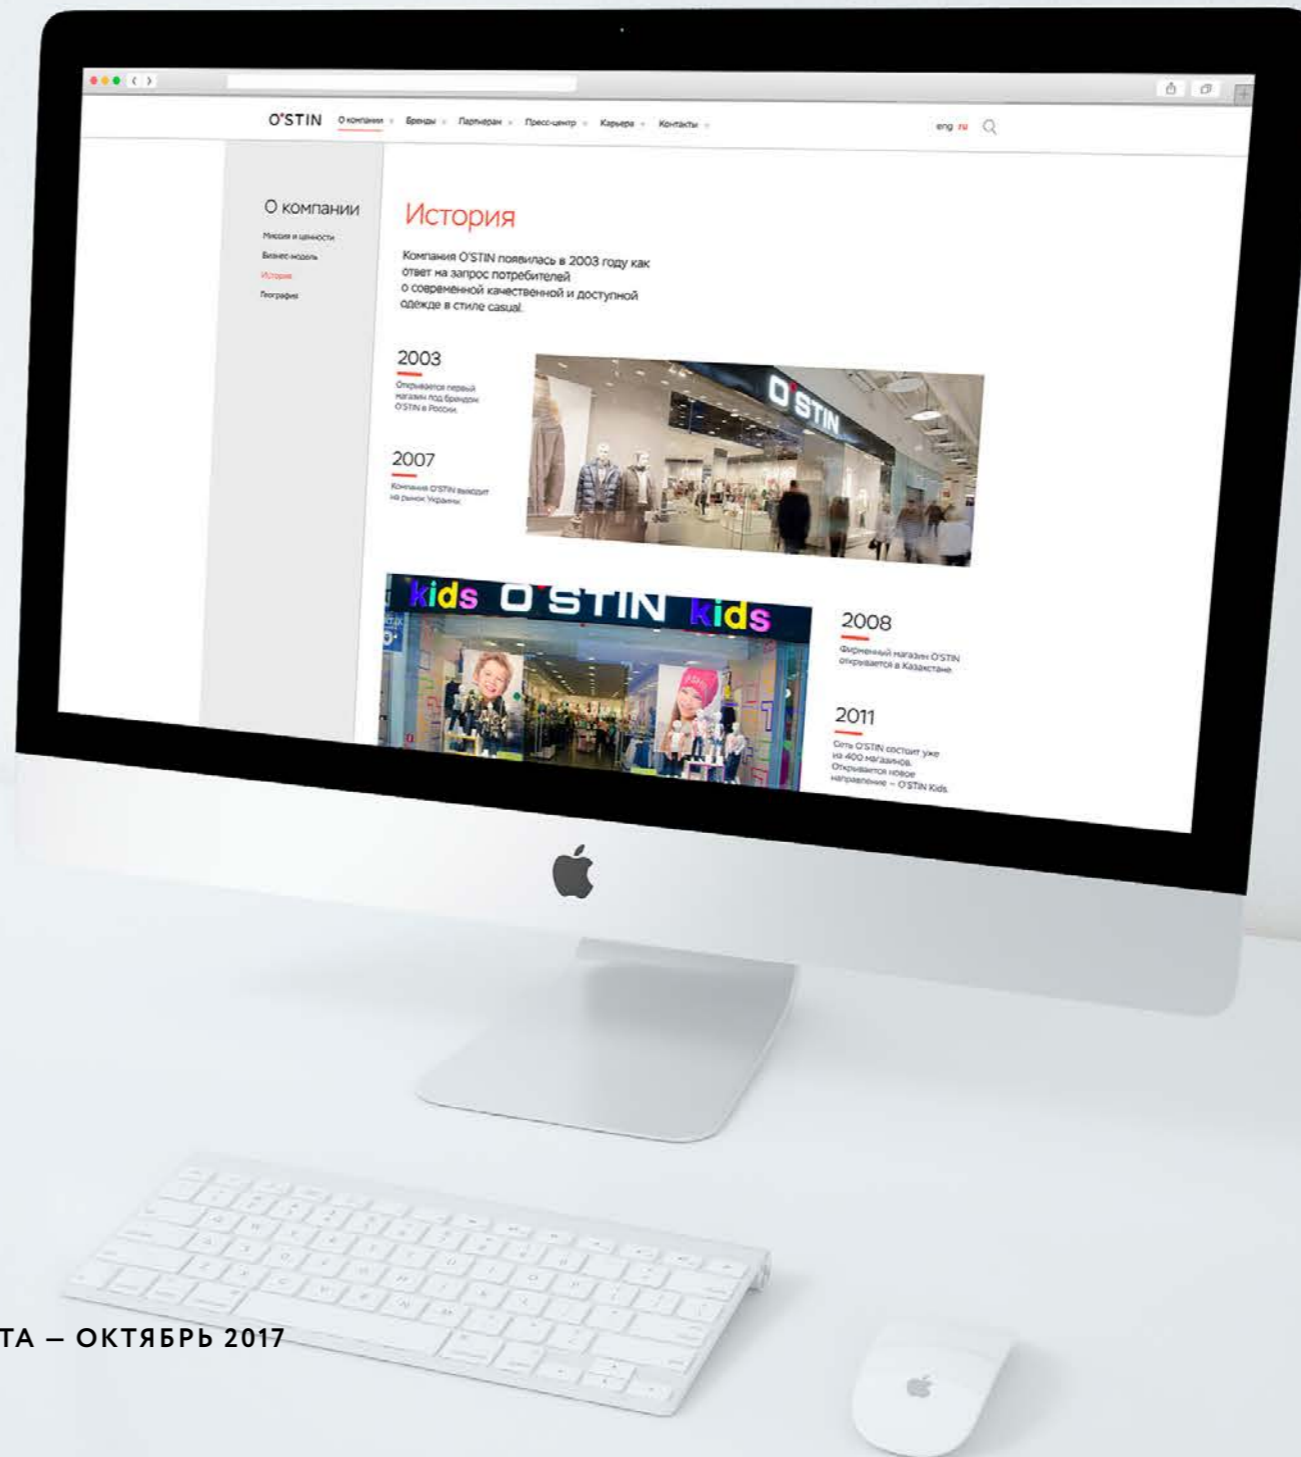 O'STIN О компании Бренды Партнерам Пресс-центр Карьера Контакты eng ru
О компании
Миссия и ценности
Бизнес-модель
История
География
История
Компания O'STIN появилась в 2003 году как
ответ на запрос потребителей
о современной качественной и доступной
одежде в стиле casual.
2003
Открывается первый
магазин под брендом
O'STIN в России.
2007
Компания O'STIN выходит
на рынок Украины.
O'STIN
kids O'STIN kids
2008
Фирменный магазин O'STIN
открывается в Казахстане.
2011
Сеть O'STIN состоит уже
из 400 магазинов.
Открывается новое
направление – O'STIN Kids.
ТА – ОКТЯБРЬ 2017